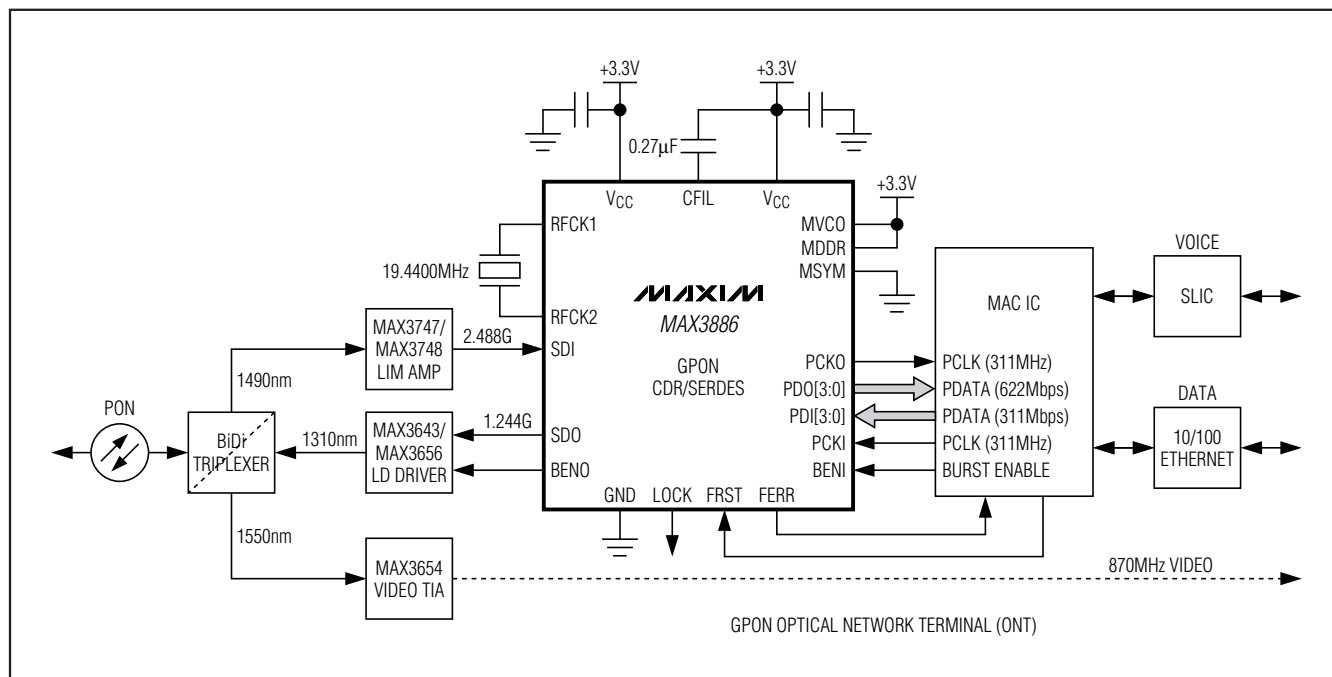 +3.3V
+3.3V
0.27μF
VCC
CFIL
VCC
+3.3V
RFCK1
MVCO
MDDR
MSYM
19.4400MHz
RFCK2
MAXIM
MAX3886
GPON
CDR/SERDES
MAC IC
VOICE
SLIC
MAX3747/
MAX3748
LIM AMP
2.488G
SDI
1490nm
PCKO
PCLK (311MHz)
PDO[3:0]
PDATA (622Mbps)
PDI[3:0]
PDATA (311Mbps)
PCKI
PCLK (311MHz)
BENI
BURST ENABLE
DATA
10/100
ETHERNET
PON
BiDi
TRIPLEXER
1310nm
MAX3643/
MAX3656
LD DRIVER
1.244G
SDO
BENO
GND
LOCK
FRST
FERR
1550nm
MAX3654
VIDEO TIA
870MHz VIDEO
GPON OPTICAL NETWORK TERMINAL (ONT)